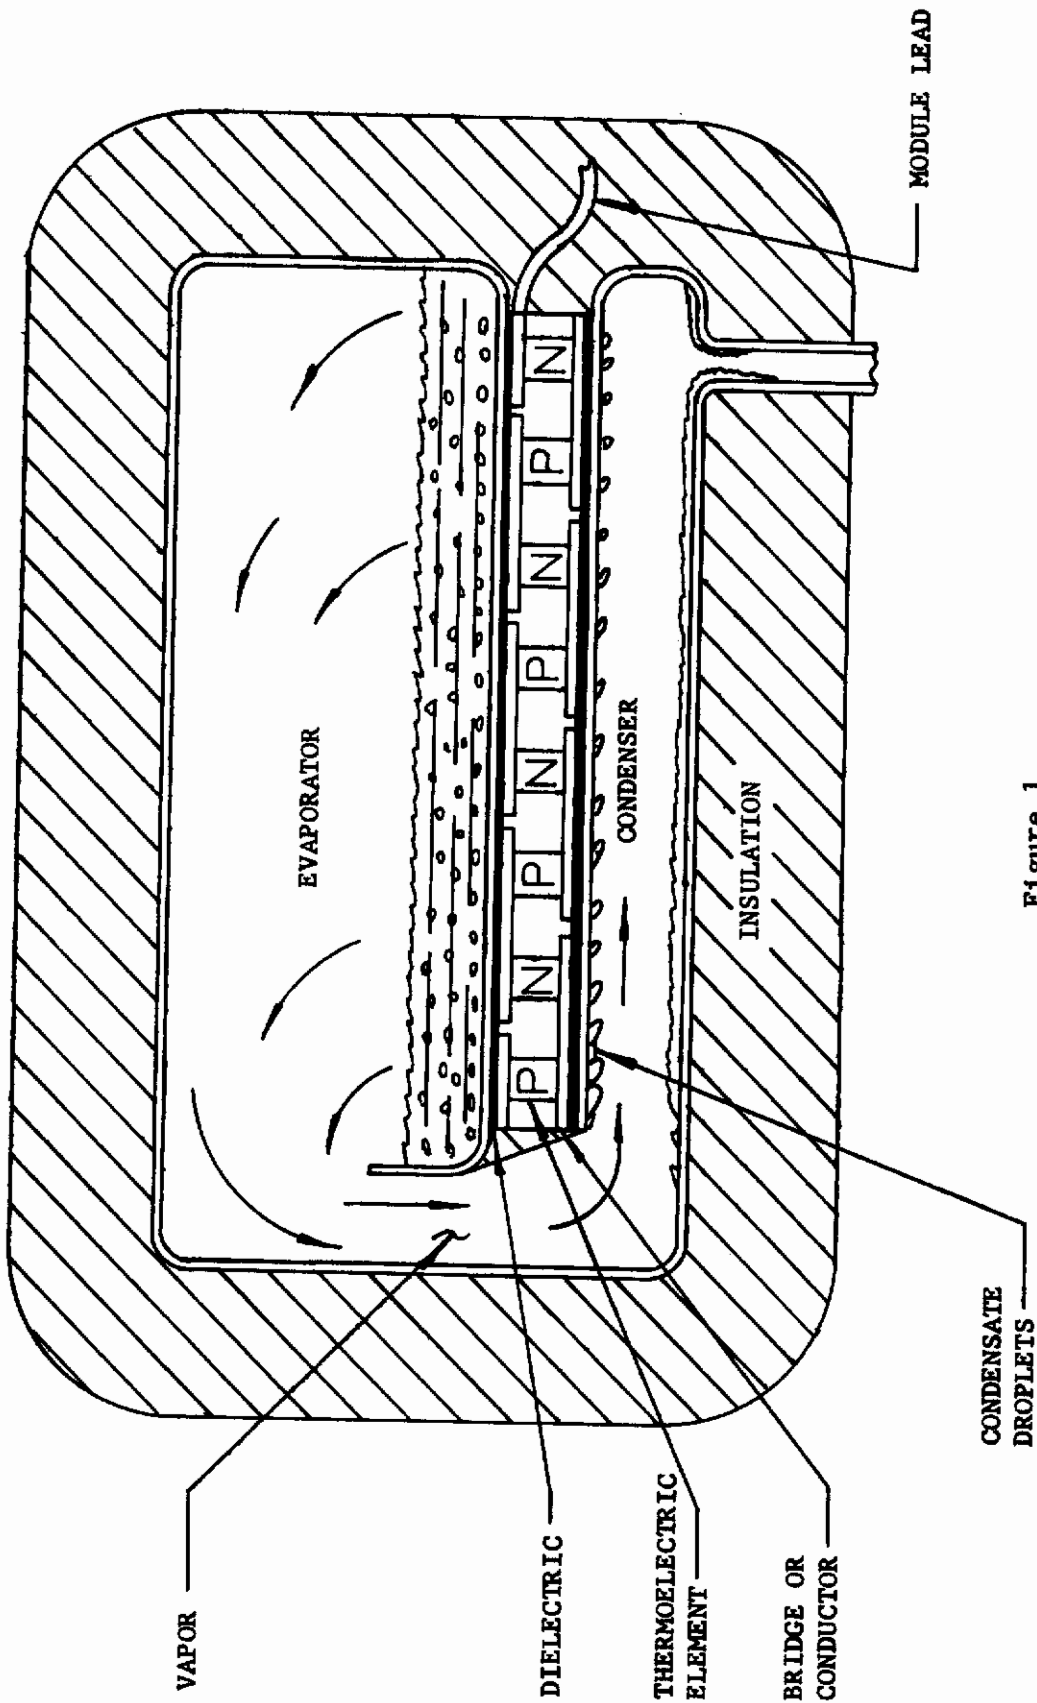 VAPOR
EVAPORATOR
DIELECTRIC
P N P N P N P N
CONDENSER
THERMOELECTRIC
ELEMENT
INSULATION
BRIDGE OR
CONDUCTOR
MODULE LEAD
CONDENSATE
DROPLETS
Figure 1